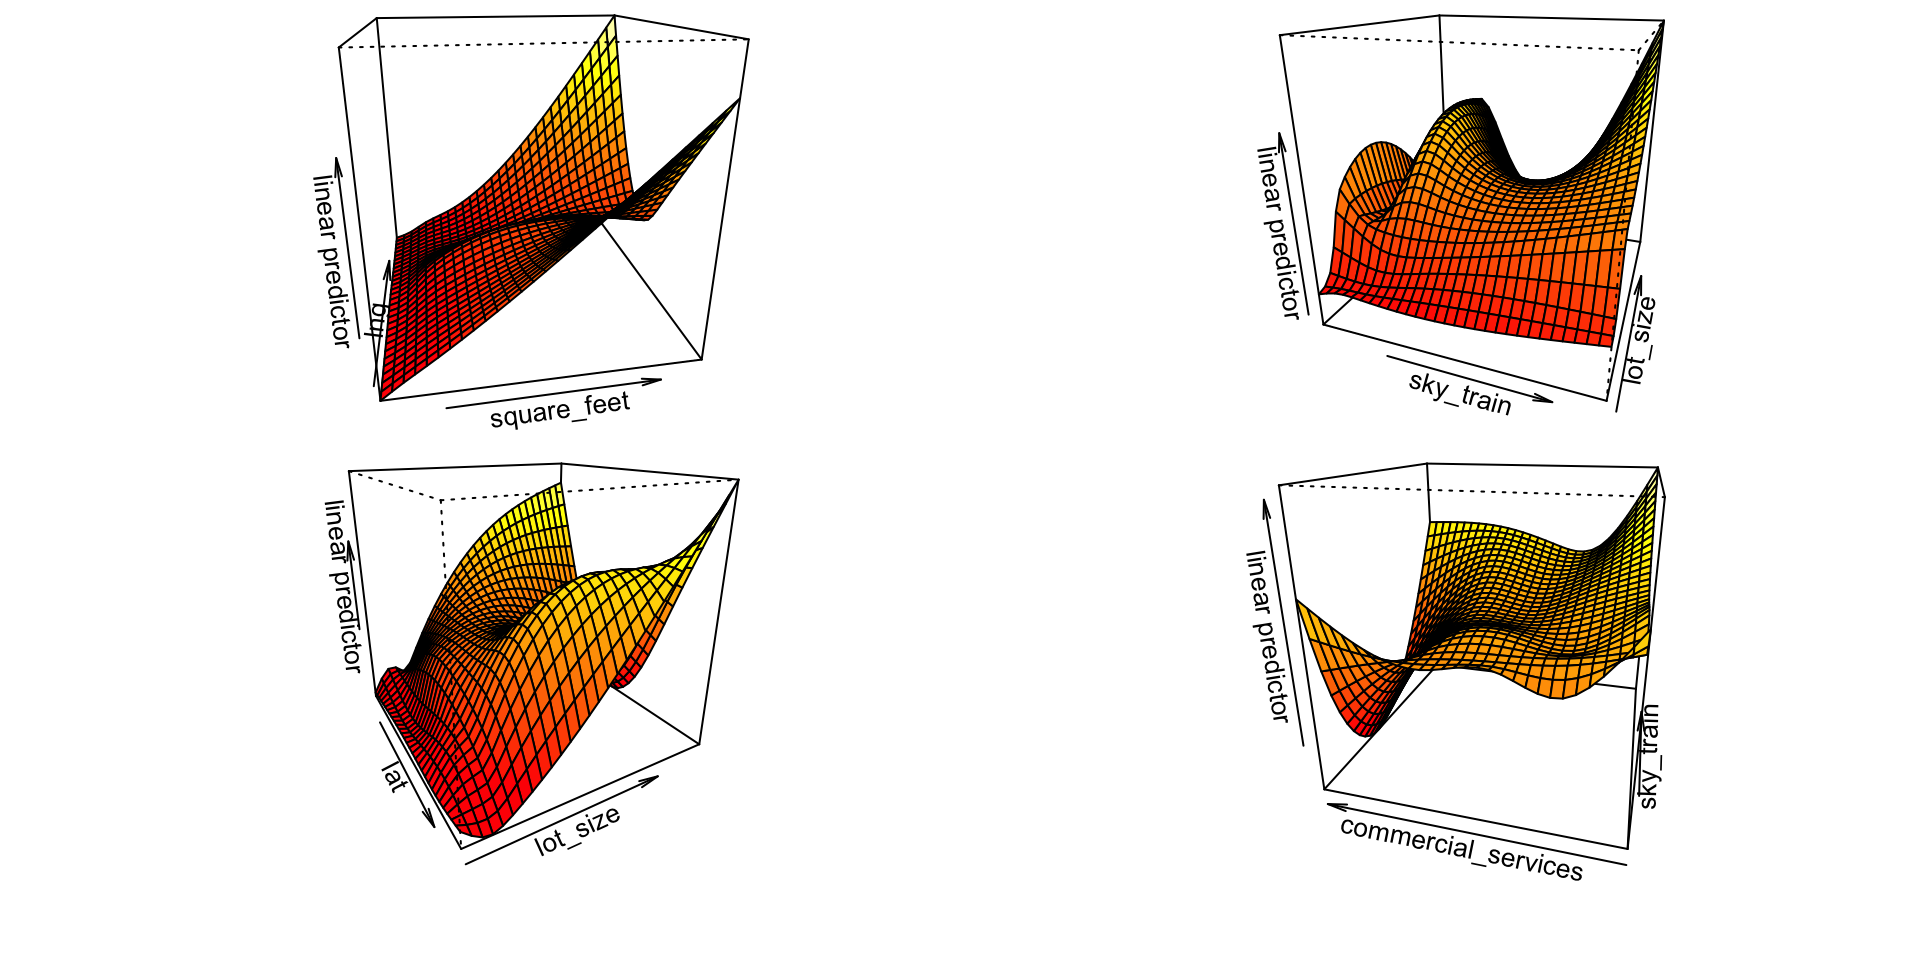 linear predictor
lng
square_feet
linear predictor
sky_train
lot_size
linear predictor
lat
lot_size
linear predictor
commercial_services
sky_train